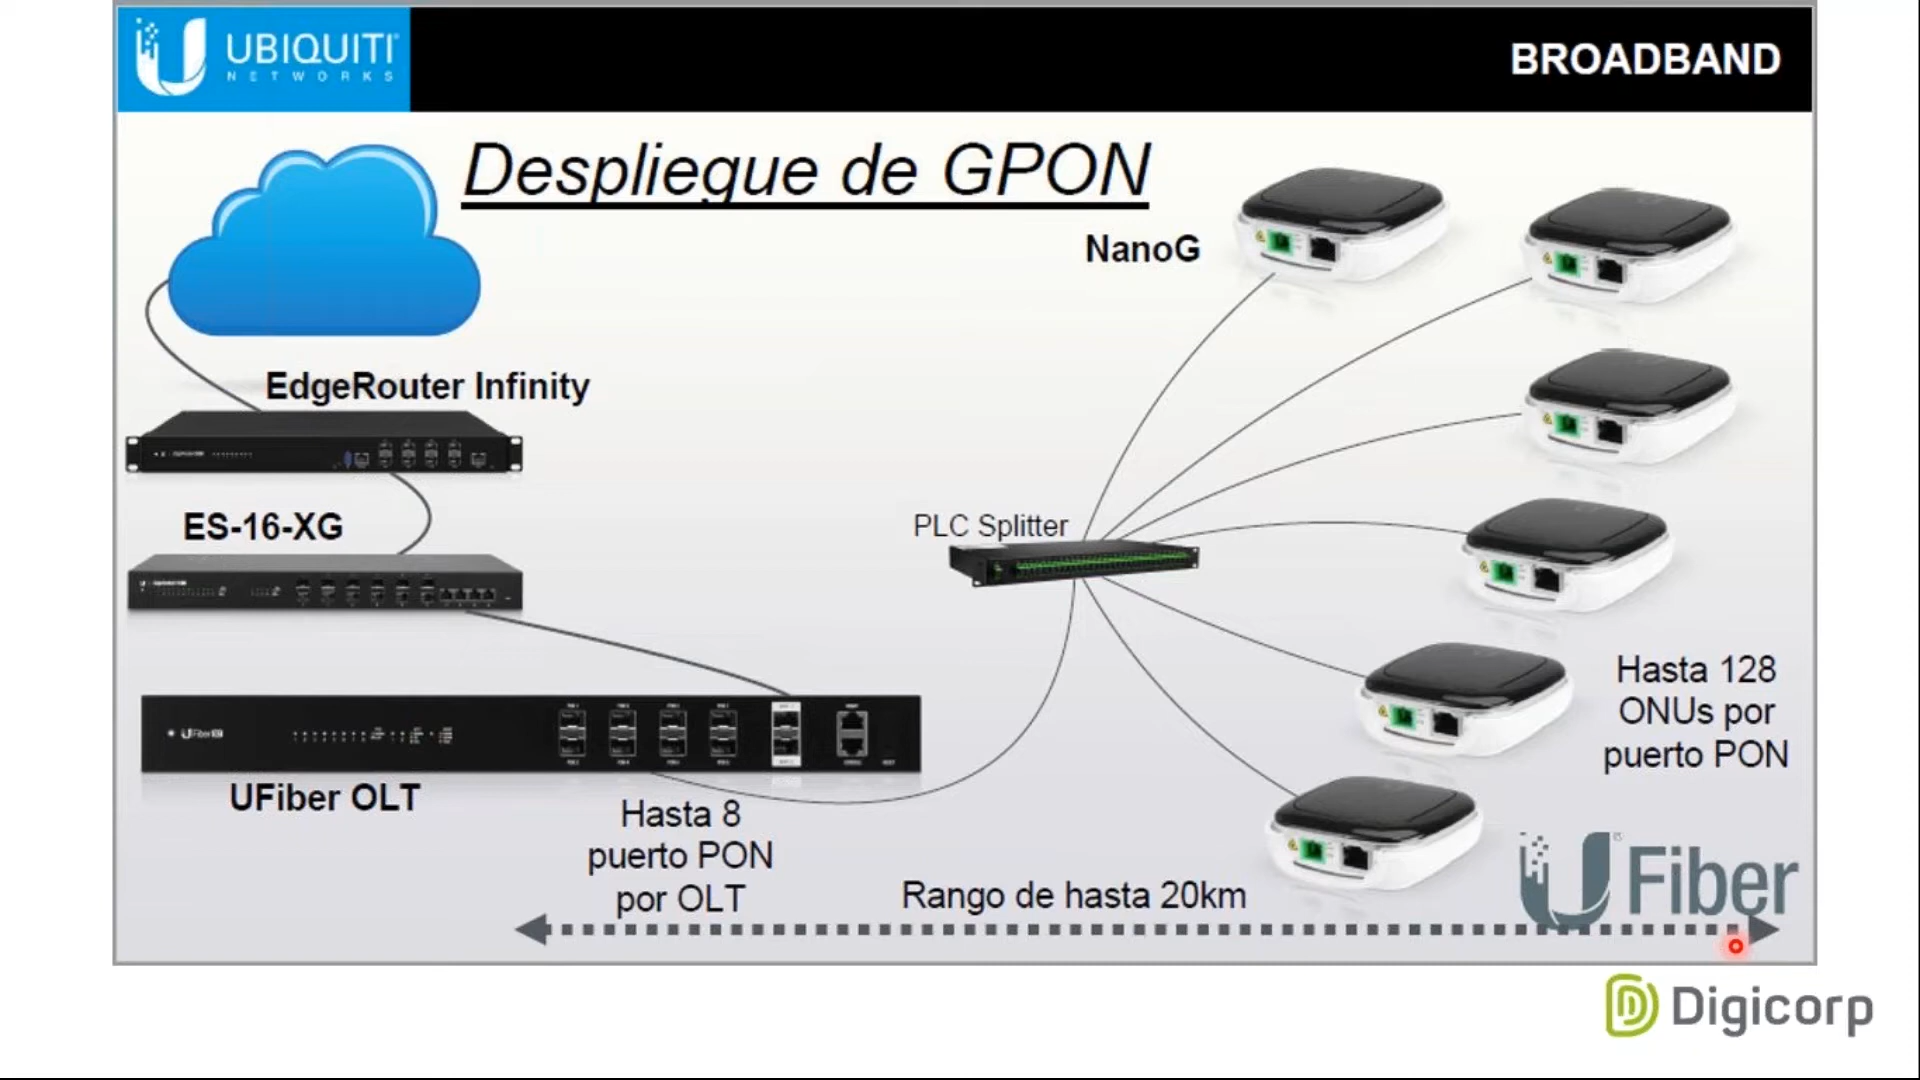 UBIQUITI
NETWORKS
BROADBAND
Despliegue de GPON
NanoG
EdgeRouter Infinity
ES-16-XG
PLC Splitter
UFiber OLT
Hasta 8
puerto PON
por OLT
Hasta 128
ONUs por
puerto PON
Rango de hasta 20km
U Fiber
Digicorp